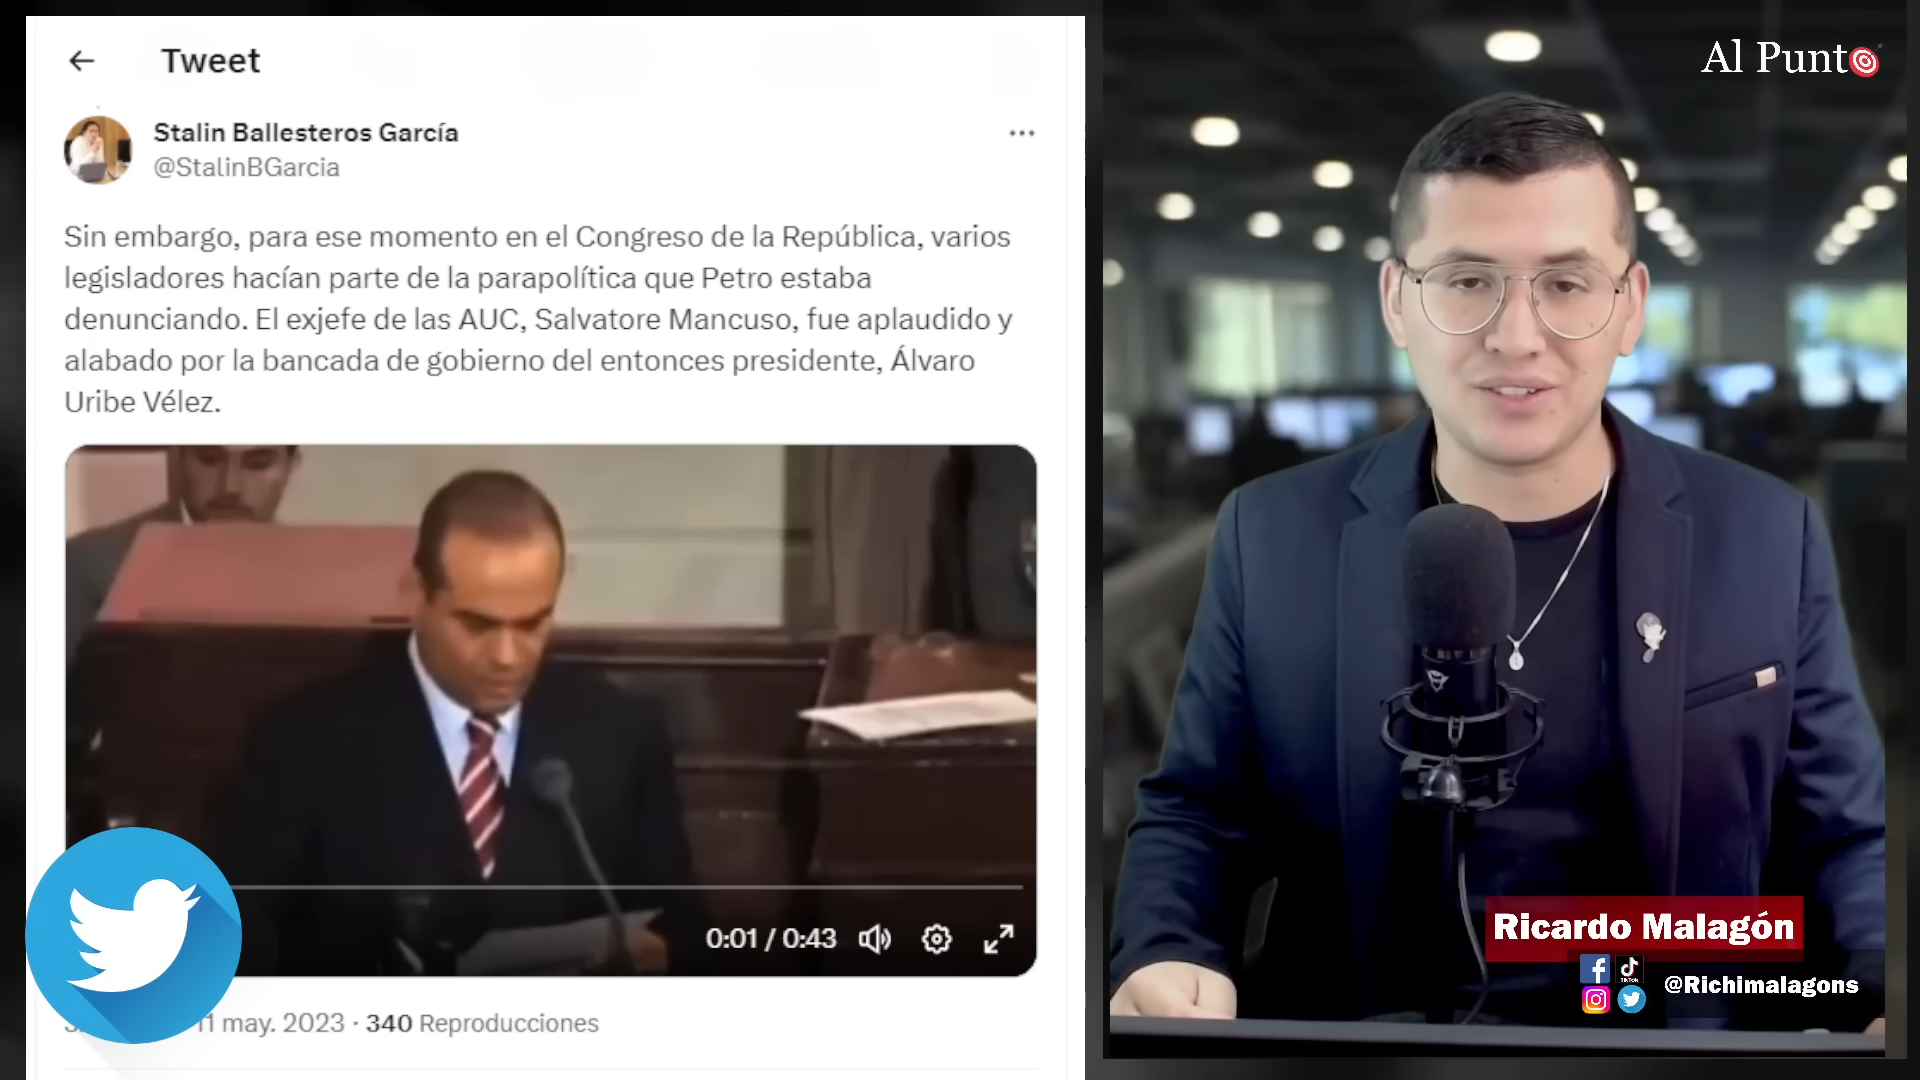 Tweet
Stalin Ballesteros García
@StalinBGarcia
Sin embargo, para ese momento en el Congreso de la República, varios
legisladores hacían parte de la parapolítica que Petro estaba
denunciando. El exjefe de las AUC, Salvatore Mancuso, fue aplaudido y
alabado por la bancada de gobierno del entonces presidente, Álvaro
Uribe Vélez.
0:01 / 0:43
11 may. 2023 · 340 Reproducciones
Al Punto
Ricardo Malagón
TikTok
@Richimalagons